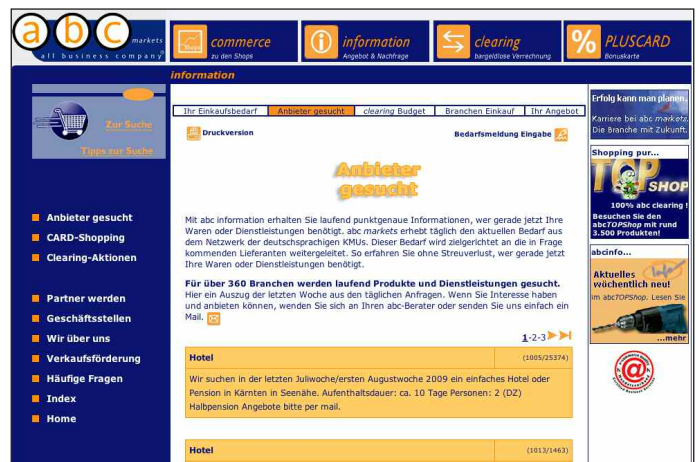 abc markets
all business company
Shops
commerce
zu den Shops
information
Angebot & Nachfrage
clearing
bargeldlose Verrechnung
% PLUSCARD
Bonuskarte
information
Zur Suche
Tipps zur Suche
Anbieter gesucht
CARD-Shopping
Clearing-Aktionen
Partner werden
Geschäftsstellen
Wir über uns
Verkaufsförderung
Häufige Fragen
Index
Home
Ihr Einkaufsbedarf
Anbieter gesucht
clearing Budget
Branchen Einkauf
Ihr Angebot
Druckversion
Bedarfsmeldung Eingabe
Anbieter
gesucht
Mit abc information erhalten Sie laufend punktgenaue Informationen, wer gerade jetzt Ihre
Waren oder Dienstleistungen benötigt. abc markets erhebt täglich den aktuellen Bedarf aus
dem Netzwerk der deutschsprachigen KMUs. Dieser Bedarf wird zielgerichtet an die in Frage
kommenden Lieferanten weitergeleitet. So erfahren Sie ohne Streuverlust, wer gerade jetzt
Ihre Waren oder Dienstleistungen benötigt.
Für über 360 Branchen werden laufend Produkte und Dienstleistungen gesucht.
Hier ein Auszug der letzten Woche aus den täglichen Anfragen. Wenn Sie Interesse haben
und anbieten können, wenden Sie sich an Ihren abc-Berater oder senden Sie uns einfach ein
Mail.
1-2-3
Hotel
(1005/25374)
Wir suchen in der letzten Juliwoche/ersten Augustwoche 2009 ein einfaches Hotel oder
Pension in Kärnten in Seenähe. Aufenthaltsdauer: ca. 10 Tage Personen: 2 (DZ)
Halbpension Angebote bitte per mail.
Hotel
(1013/1463)
Erfolg kann man planen.
Karriere bei abc markets.
Die Branche mit Zukunft.
Shopping pur...
TOP
SHOP
100% abc clearing !
Besuchen Sie den
abcTOPShop mit rund
3.500 Produkten!
abcinfo...
Aktuelles
wöchentlich neu!
Info
im abcTOPShop. Lesen Sie
...mehr